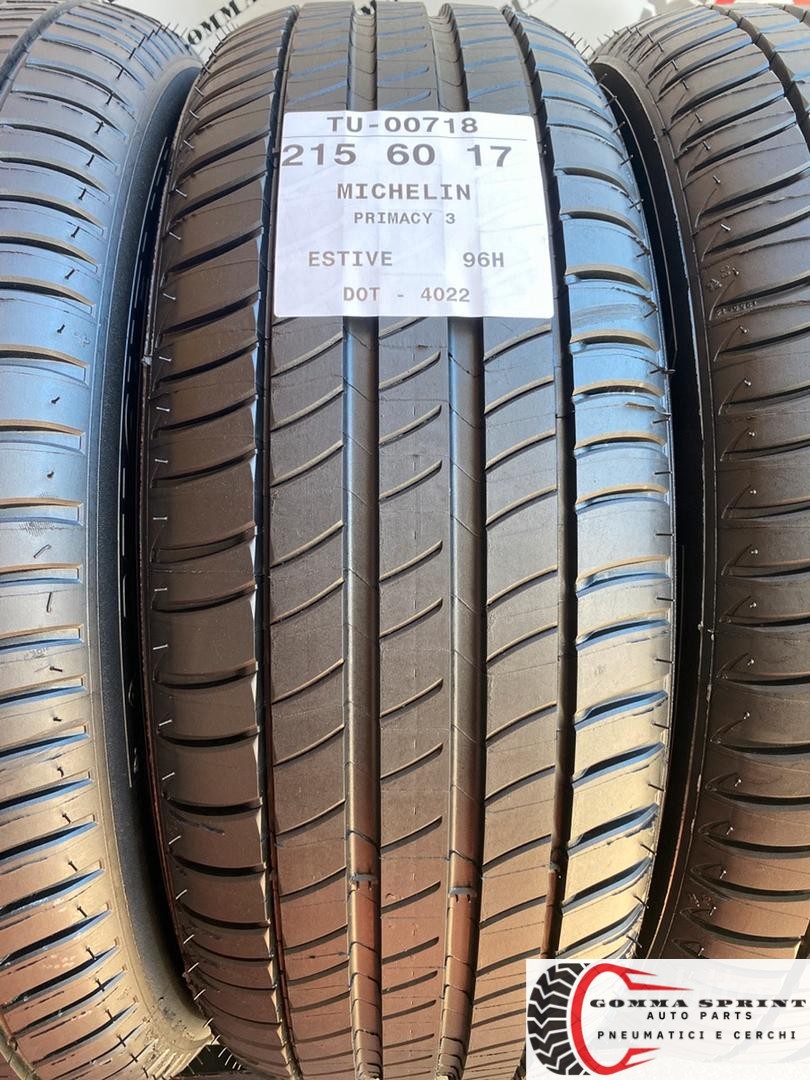 TU-00718
215 60 17
MICHELIN
PRIMACY 3
ESTIVE 96H
DOT - 4022
GOMMA SPRINT
AUTO PARTS
PNEUMATICI E CERCHI